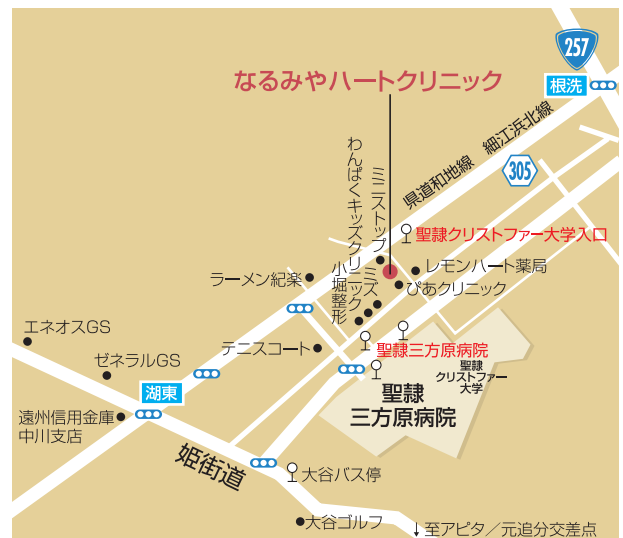 257
根洗
なるみやハートクリニック
県道和地線 細江浜北線
305
ミニストップ
わんぱくキッズクリニック
聖隷クリストファー大学入口
レモンハート薬局
ぴあクリニック
ミズ
小堀整形
ラーメン紀楽
エネオスGS
テニスコート
聖隷三方原病院
ゼネラルGS
聖隷
クリストファー
大学
湖東
聖隷
三方原病院
遠州信用金庫
中川支店
姫街道
大谷バス停
大谷ゴルフ
↓至アピタ/元追分交差点